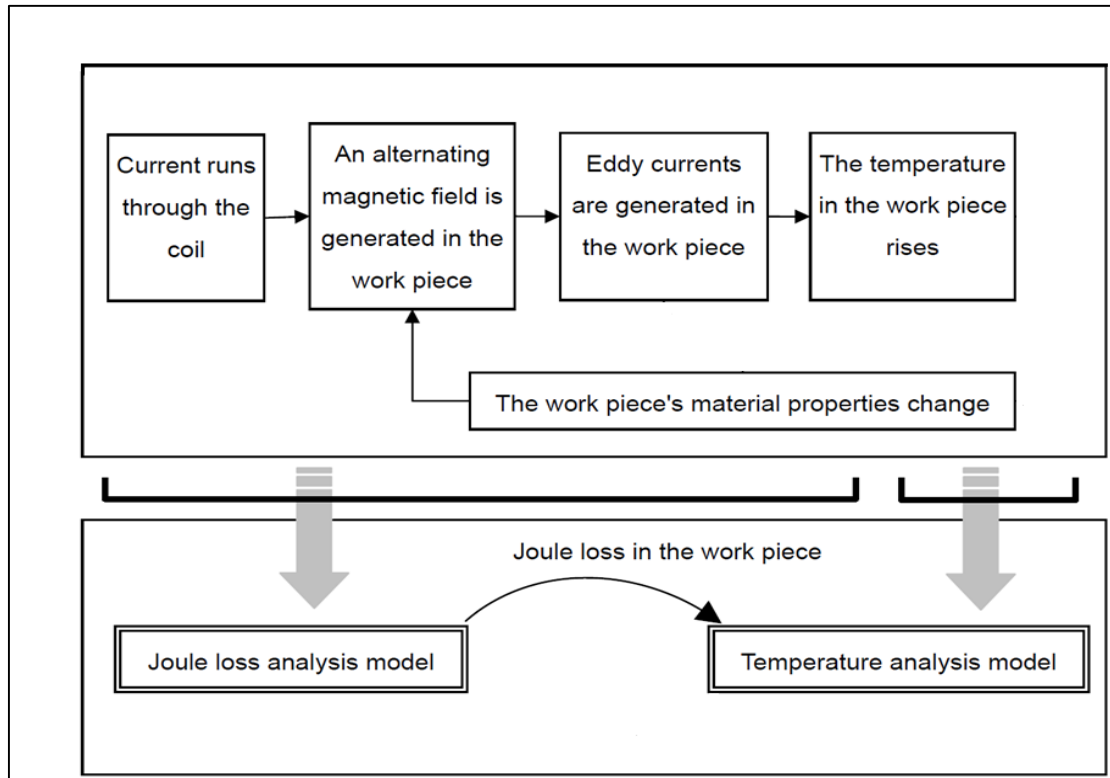 Current runs
through the
coil
An alternating
magnetic field is
generated in the
work piece
Eddy currents
are generated in
the work piece
The temperature
in the work piece
rises
The work piece's material properties change
Joule loss in the work piece
Joule loss analysis model
Temperature analysis model